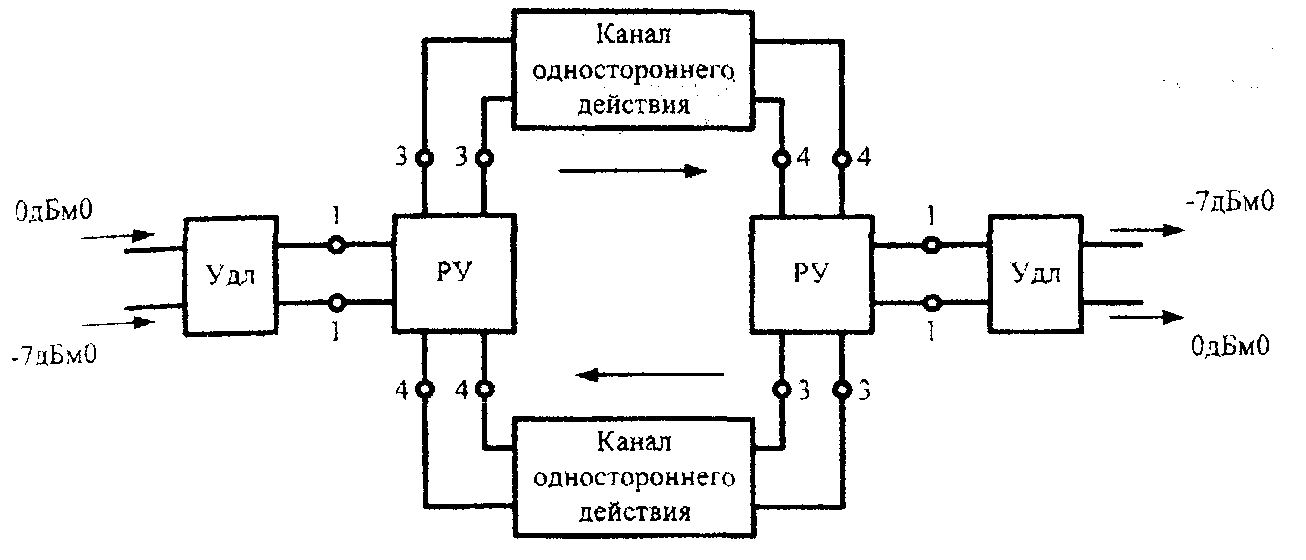 Канал
одностороннего
действия
3 3 4 4
0дБм0
-7дБм0
1 1
Удл РУ РУ Удл
1 1
-7дБм0
0дБм0
4 4 3 3
Канал
одностороннего
действия